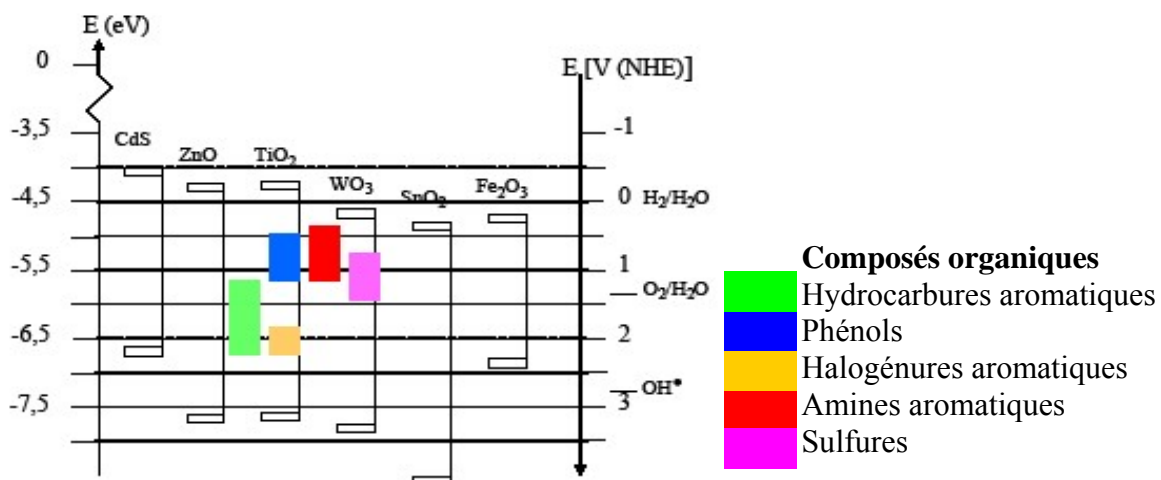 E (eV)
0
E [V (NHE)]
-3,5
-1
CdS
ZnO
TiO₂
WO₃
SnO₂
Fe₂O₃
-4,5
0 H₂/H₂O
-5,5
1
O₂/H₂O
-6,5
2
OH•
-7,5
3
Composés organiques
Hydrocarbures aromatiques
Phénols
Halogénures aromatiques
Amines aromatiques
Sulfures